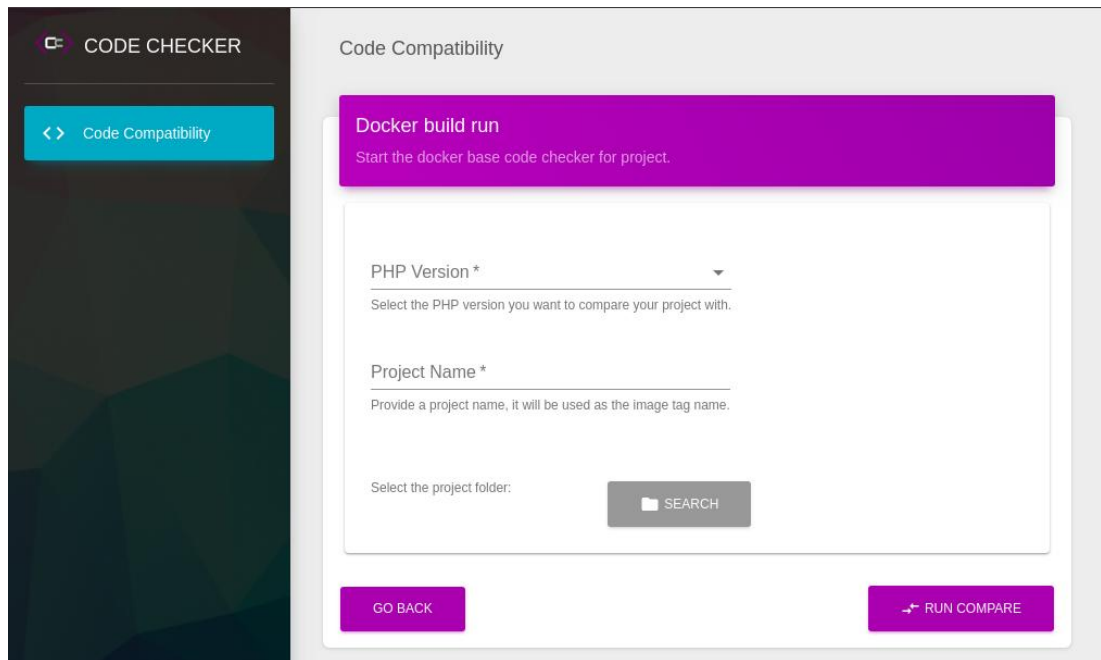 CODE CHECKER
Code Compatibility
Code Compatibility
Docker build run
Start the docker base code checker for project.
PHP Version *
Select the PHP version you want to compare your project with.
Project Name *
Provide a project name, it will be used as the image tag name.
Select the project folder:
SEARCH
GO BACK
RUN COMPARE